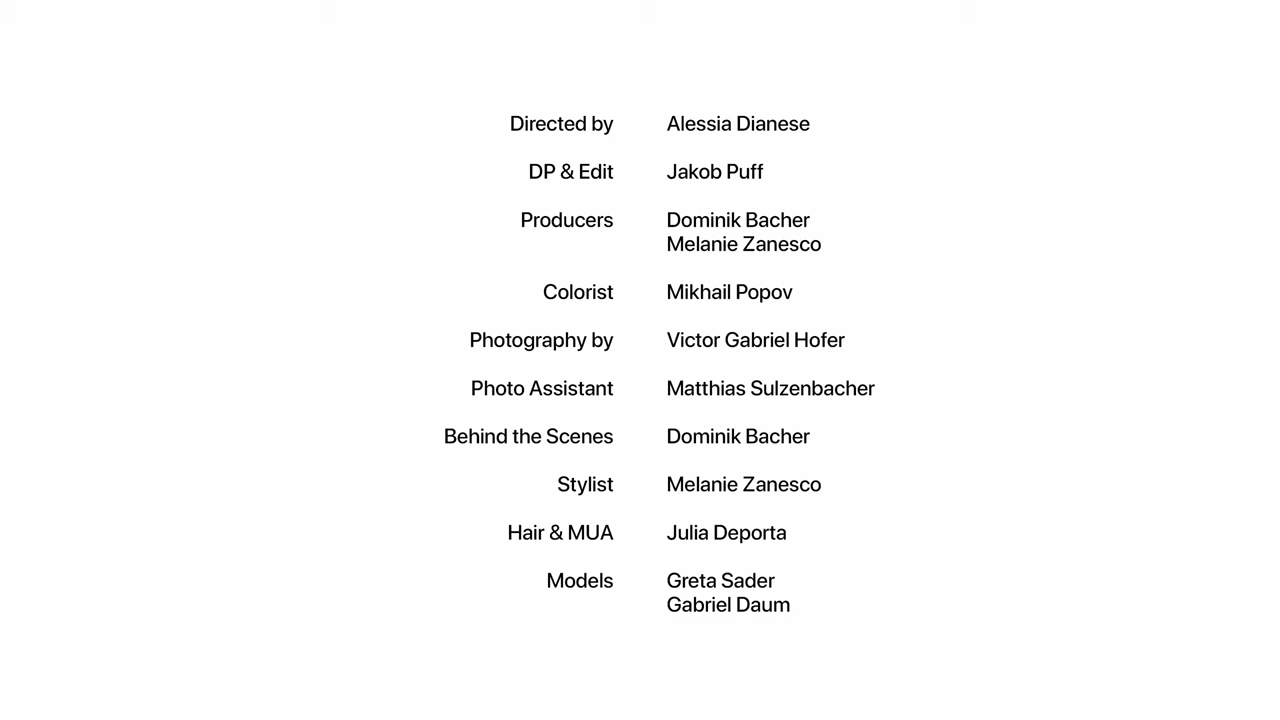 Directed by Alessia Dianese
DP & Edit Jakob Puff
Producers Dominik Bacher
Melanie Zanesco
Colorist Mikhail Popov
Photography by Victor Gabriel Hofer
Photo Assistant Matthias Sulzenbacher
Behind the Scenes Dominik Bacher
Stylist Melanie Zanesco
Hair & MUA Julia Deporta
Models Greta Sader
Gabriel Daum